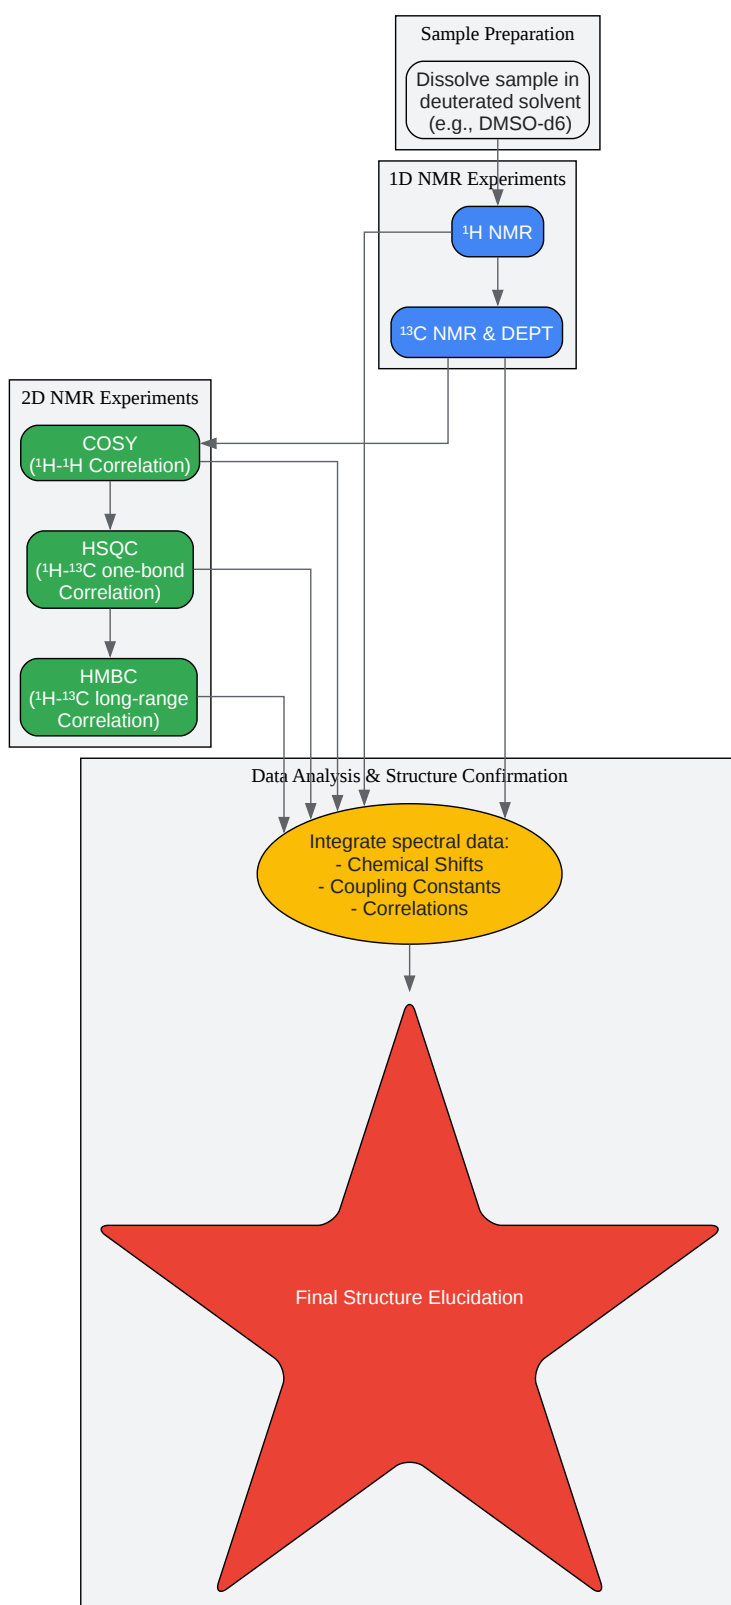 Sample Preparation
Dissolve sample in
deuterated solvent
(e.g., DMSO-d6)
1D NMR Experiments
¹H NMR
¹³C NMR & DEPT
2D NMR Experiments
COSY
(¹H-¹H Correlation)
HSQC
(¹H-¹³C one-bond
Correlation)
HMBC
(¹H-¹³C long-range
Correlation)
Data Analysis & Structure Confirmation
Integrate spectral data:
- Chemical Shifts
- Coupling Constants
- Correlations
Final Structure Elucidation